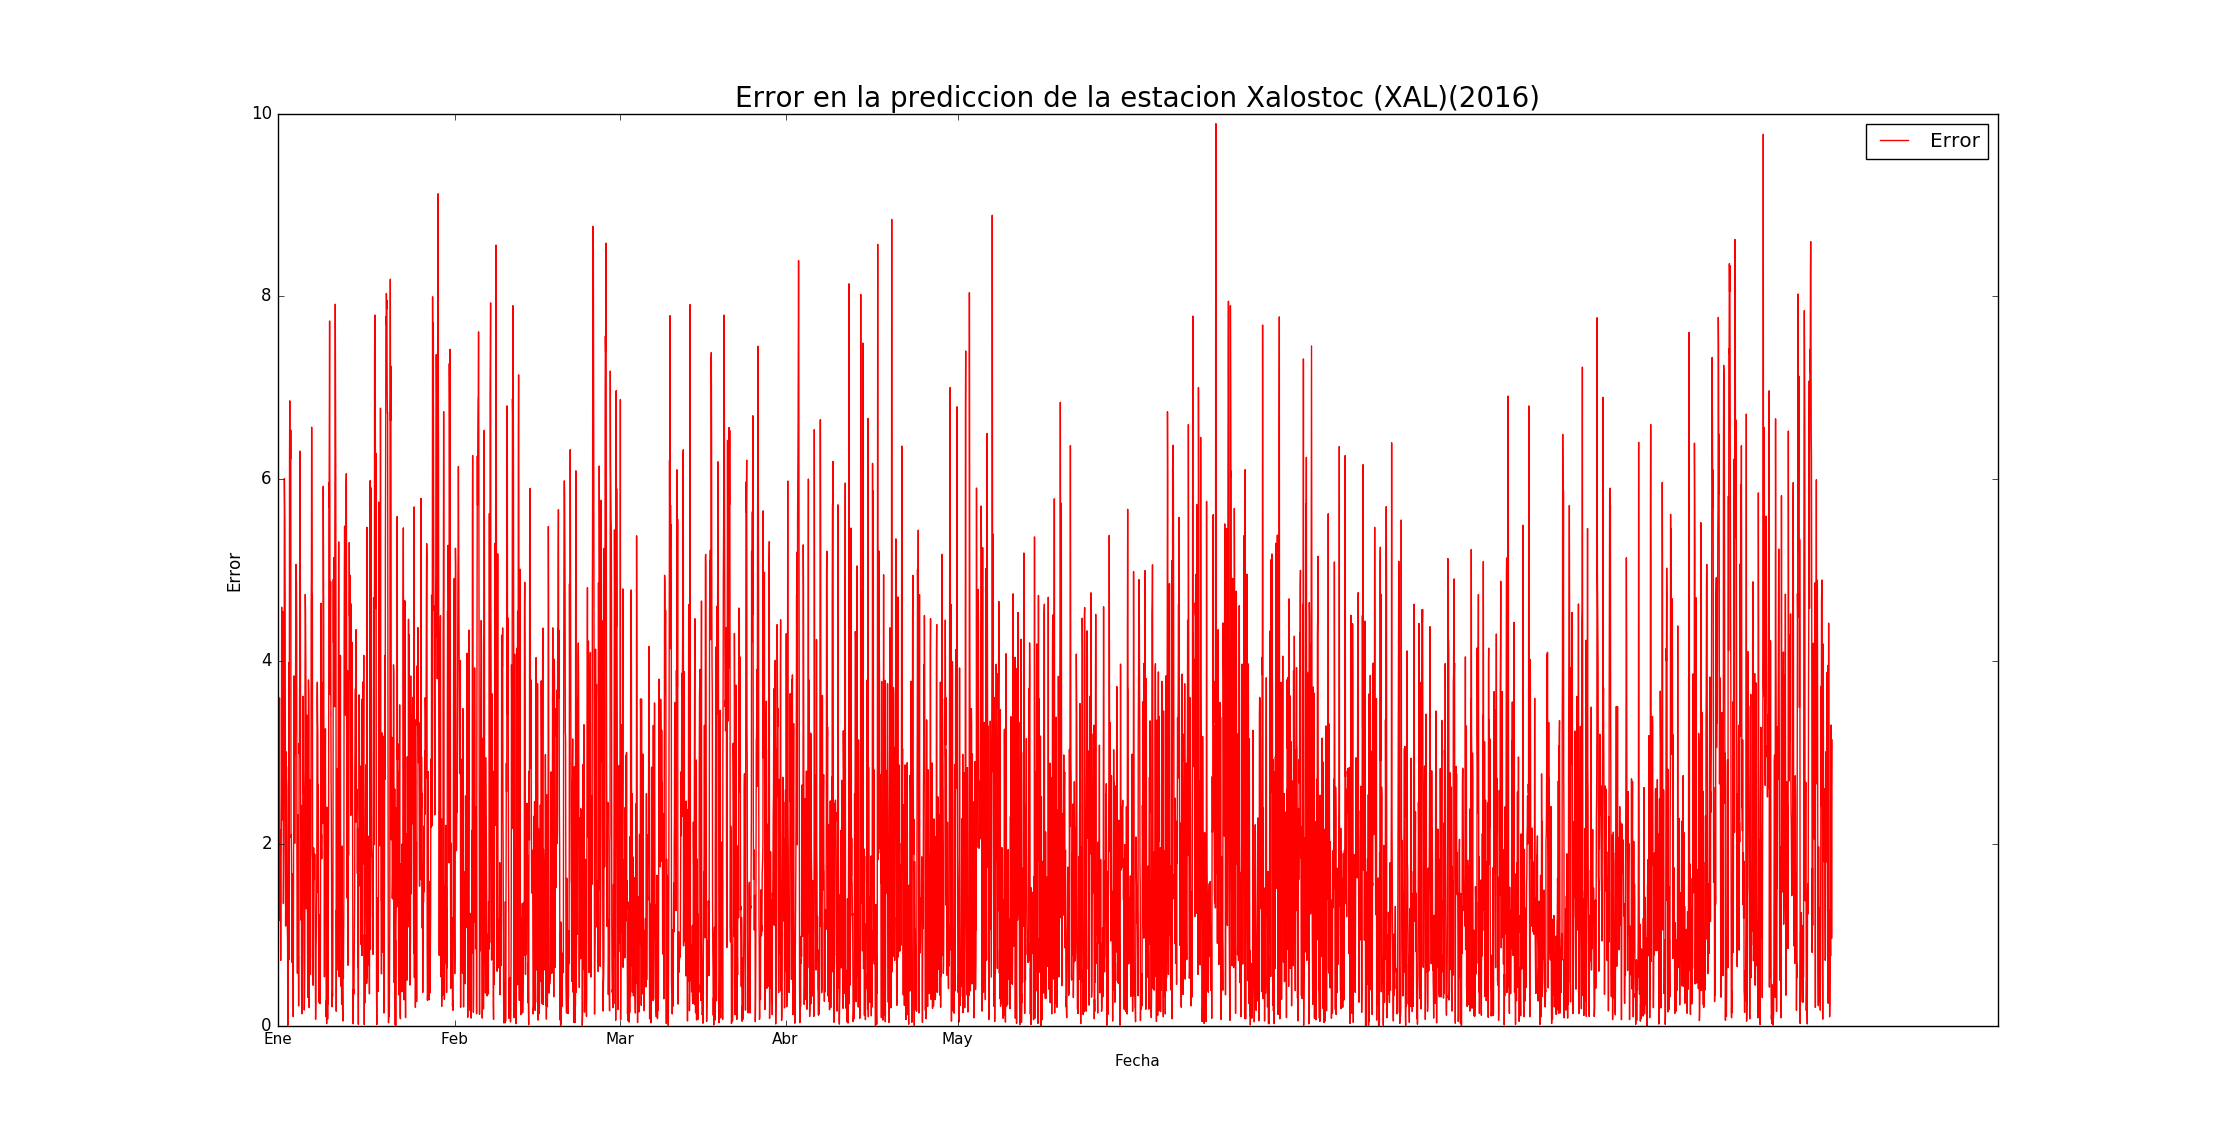 Error en la prediccion de la estacion Xalostoc (XAL)(2016)
Error
10
8
6
4
2
0
Error
Ene Feb Mar Abr May
Fecha